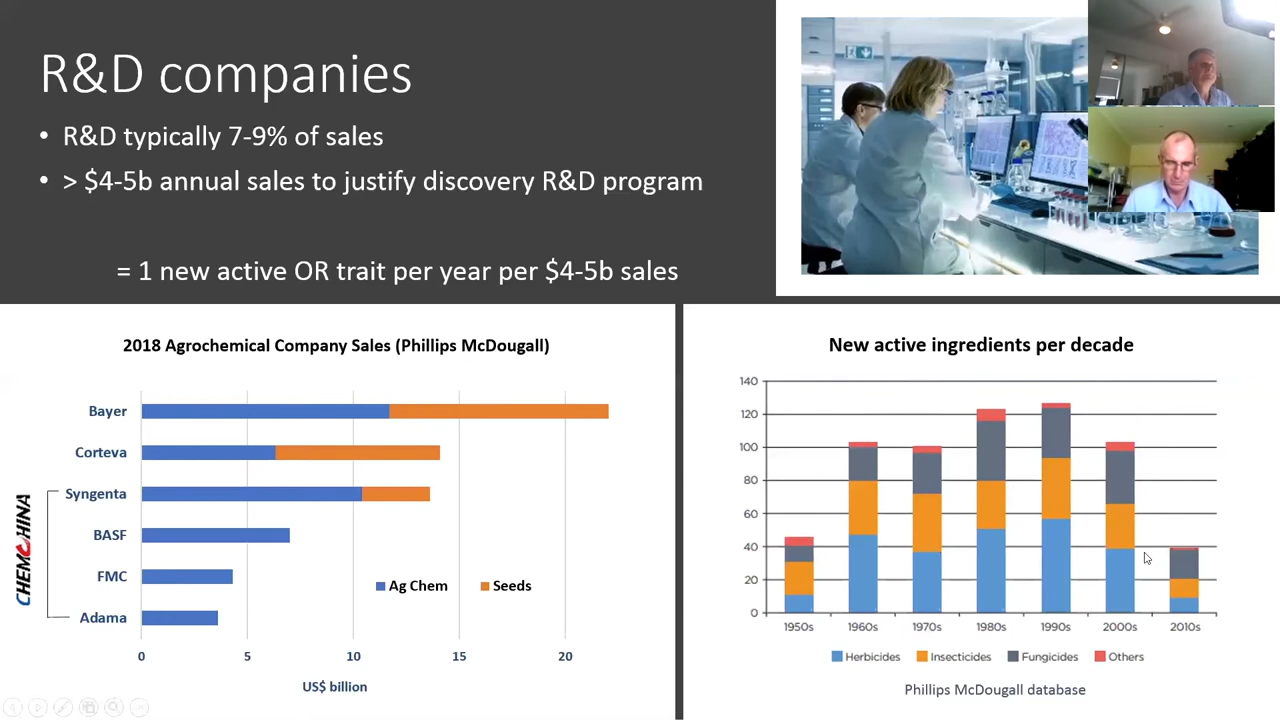 R&D companies
• R&D typically 7-9% of sales
• > $4-5b annual sales to justify discovery R&D program
= 1 new active OR trait per year per $4-5b sales
2018 Agrochemical Company Sales (Phillips McDougall)
Bayer
Corteva
Syngenta
BASF
FMC
Adama
CHEMCHINA
Ag Chem
Seeds
0 5 10 15 20
US$ billion
New active ingredients per decade
140
120
100
80
60
40
20
0
1950s 1960s 1970s 1980s 1990s 2000s 2010s
Herbicides Insecticides Fungicides Others
Phillips McDougall database